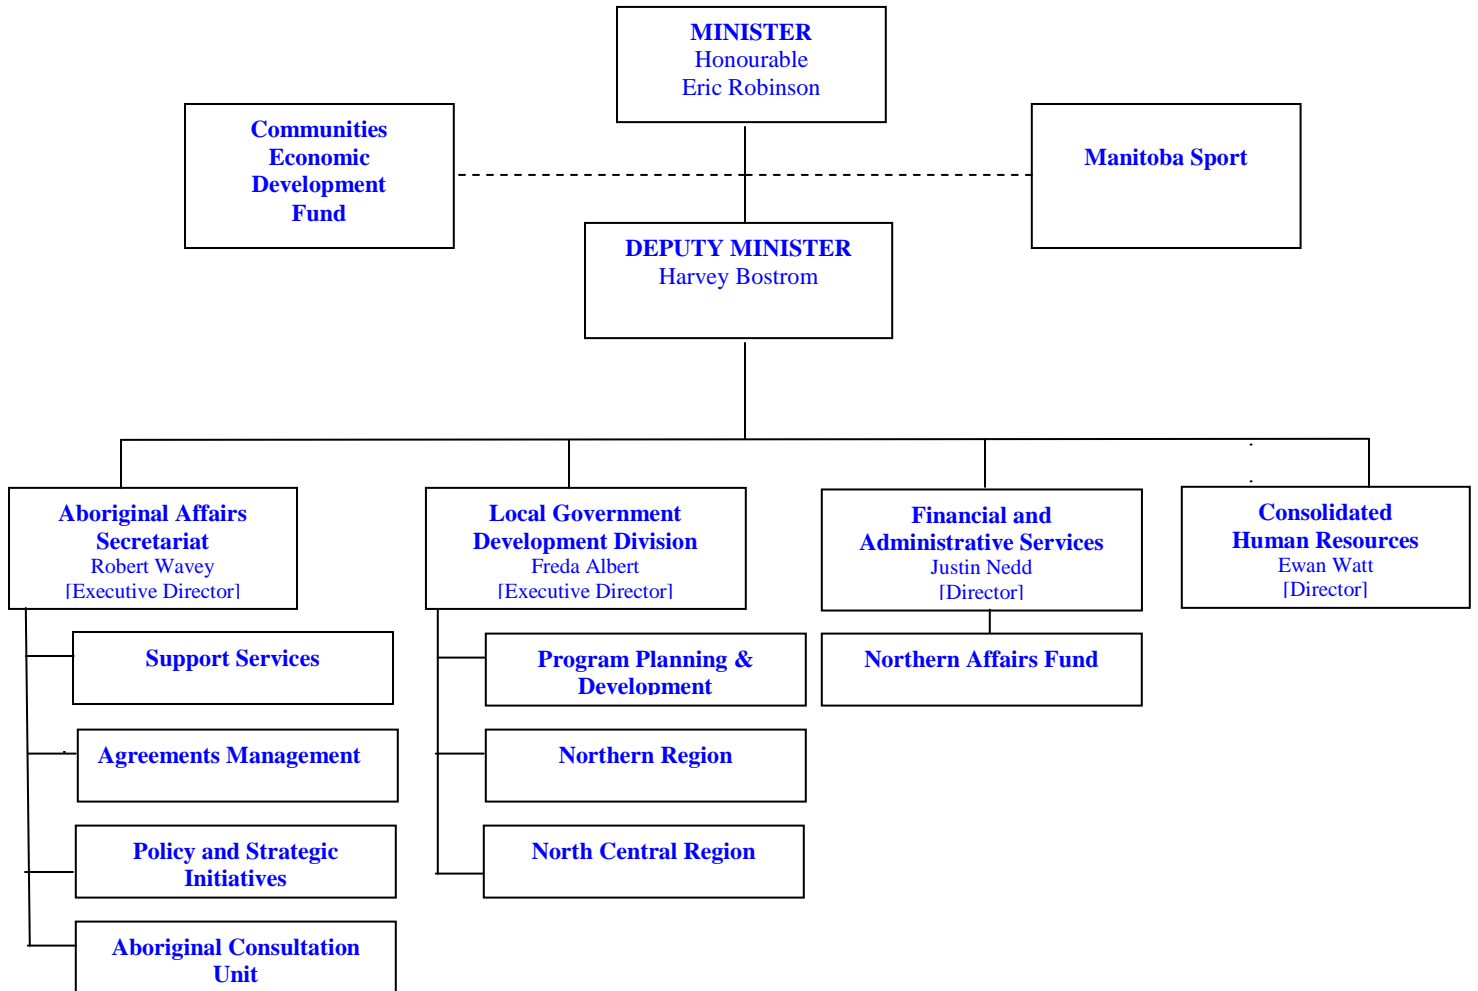 MINISTER
Honourable
Eric Robinson
Communities
Economic
Development
Fund
Manitoba Sport
DEPUTY MINISTER
Harvey Bostrom
Aboriginal Affairs
Secretariat
Robert Wavey
[Executive Director]
Local Government
Development Division
Freda Albert
[Executive Director]
Financial and
Administrative Services
Justin Nedd
[Director]
Consolidated
Human Resources
Ewan Watt
[Director]
Support Services
Agreements Management
Policy and Strategic
Initiatives
Aboriginal Consultation
Unit
Program Planning &
Development
Northern Region
North Central Region
Northern Affairs Fund